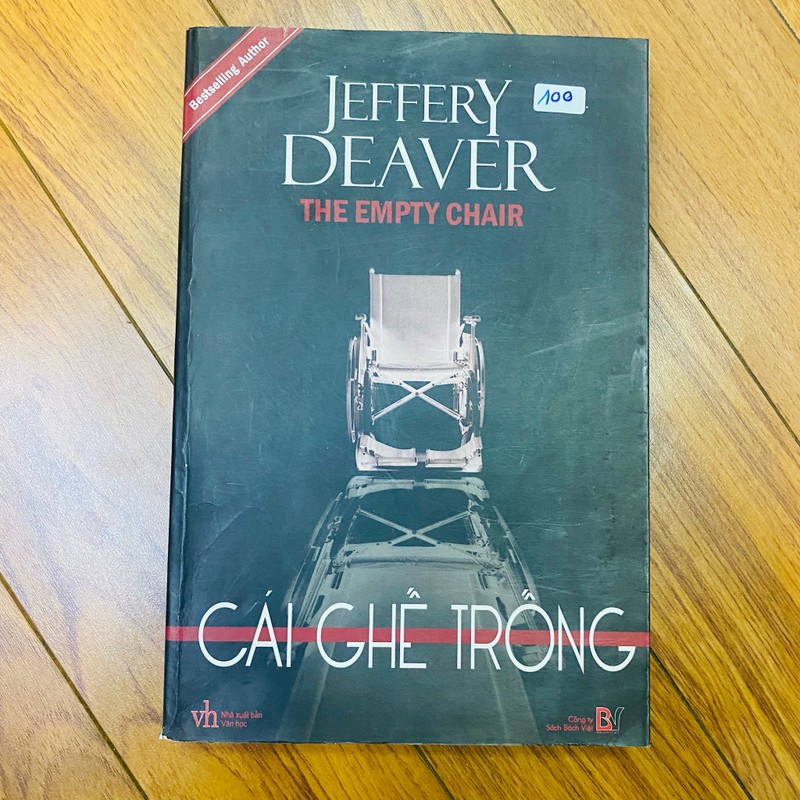 Bestselling Author
JEFFERY
100
DEAVER
THE EMPTY CHAIR
CÁI GHẾ TRỐNG
vh
Nhà xuất bản
Văn học
Công ty
Sách Bách Việt
BV